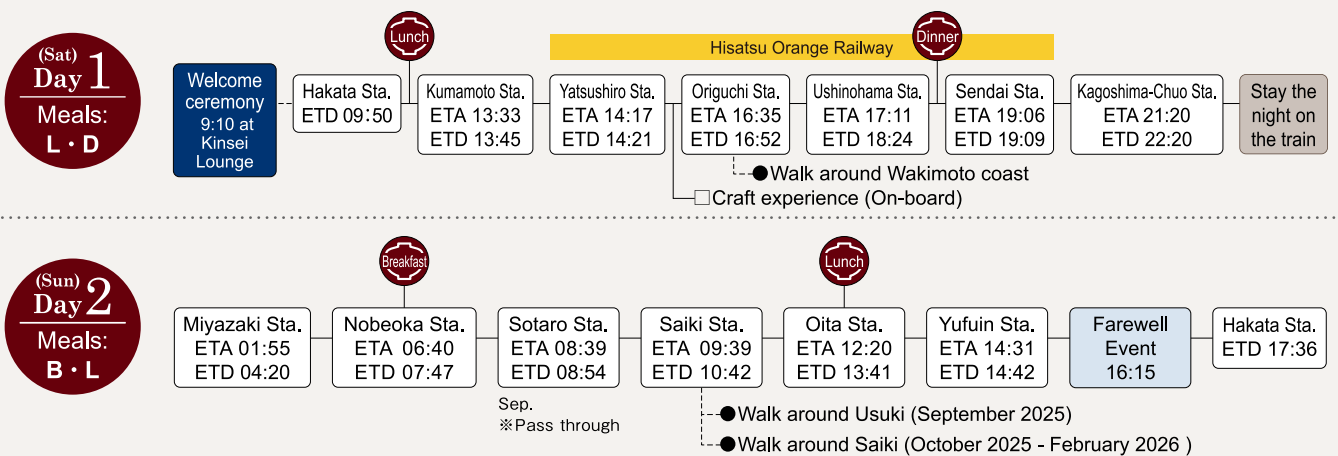 (Sat)
Day 1
Meals:
L・D
Welcome
ceremony
9:10 at
Kinsei
Lounge
Hakata Sta.
ETD 09:50
Lunch
Kumamoto Sta.
ETA 13:33
ETD 13:45
Hisatsu Orange Railway
Yatsushiro Sta.
ETA 14:17
ETD 14:21
Origuchi Sta.
ETA 16:35
ETD 16:52
Ushinohama Sta.
ETA 17:11
ETD 18:24
Dinner
Sendai Sta.
ETA 19:06
ETD 19:09
Kagoshima-Chuo Sta.
ETA 21:20
ETD 22:20
Stay the
night on
the train
●Walk around Wakimoto coast
□Craft experience (On-board)
(Sun)
Day 2
Meals:
B・L
Miyazaki Sta.
ETA 01:55
ETD 04:20
Breakfast
Nobeoka Sta.
ETA 06:40
ETD 07:47
Sotaro Sta.
ETA 08:39
ETD 08:54
Sep.
※Pass through
Saiki Sta.
ETA 09:39
ETD 10:42
Lunch
Oita Sta.
ETA 12:20
ETD 13:41
Yufuin Sta.
ETA 14:31
ETD 14:42
Farewell
Event
16:15
Hakata Sta.
ETD 17:36
●Walk around Usuki (September 2025)
●Walk around Saiki (October 2025 - February 2026 )